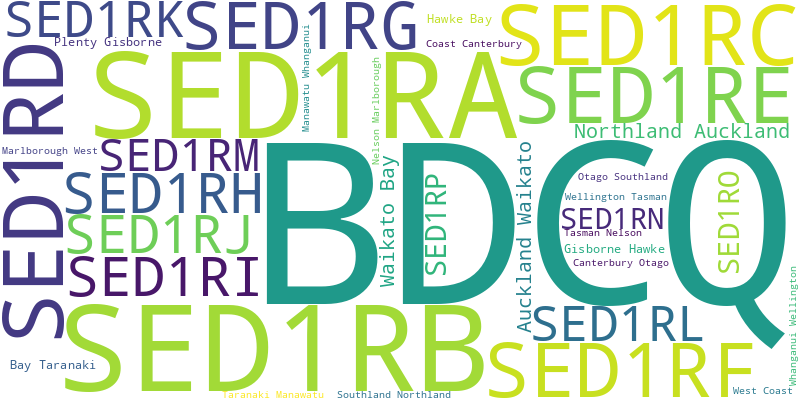 SED1RK
SED1RG
Hawke Bay
SED1RC
Plenty Gisborne
Manawatu Whanganui
Coast Canterbury
SED1RD
SED1RA
Nelson Marlborough
SED1RE
Northland Auckland
Marlborough West
SED1RM
BDCQ
SED1RH
Waikato Bay
SED1RP
Auckland Waikato
Otago Southland
Wellington Tasman
SED1RN
SED1RO
SED1RJ
Tasman Nelson
Gisborne Hawke
SED1RI
Canterbury Otago
Whanganui Wellington
SED1RB
SED1RL
SED1RF
Bay Taranaki
Taranaki Manawatu
Southland Northland
West Coast